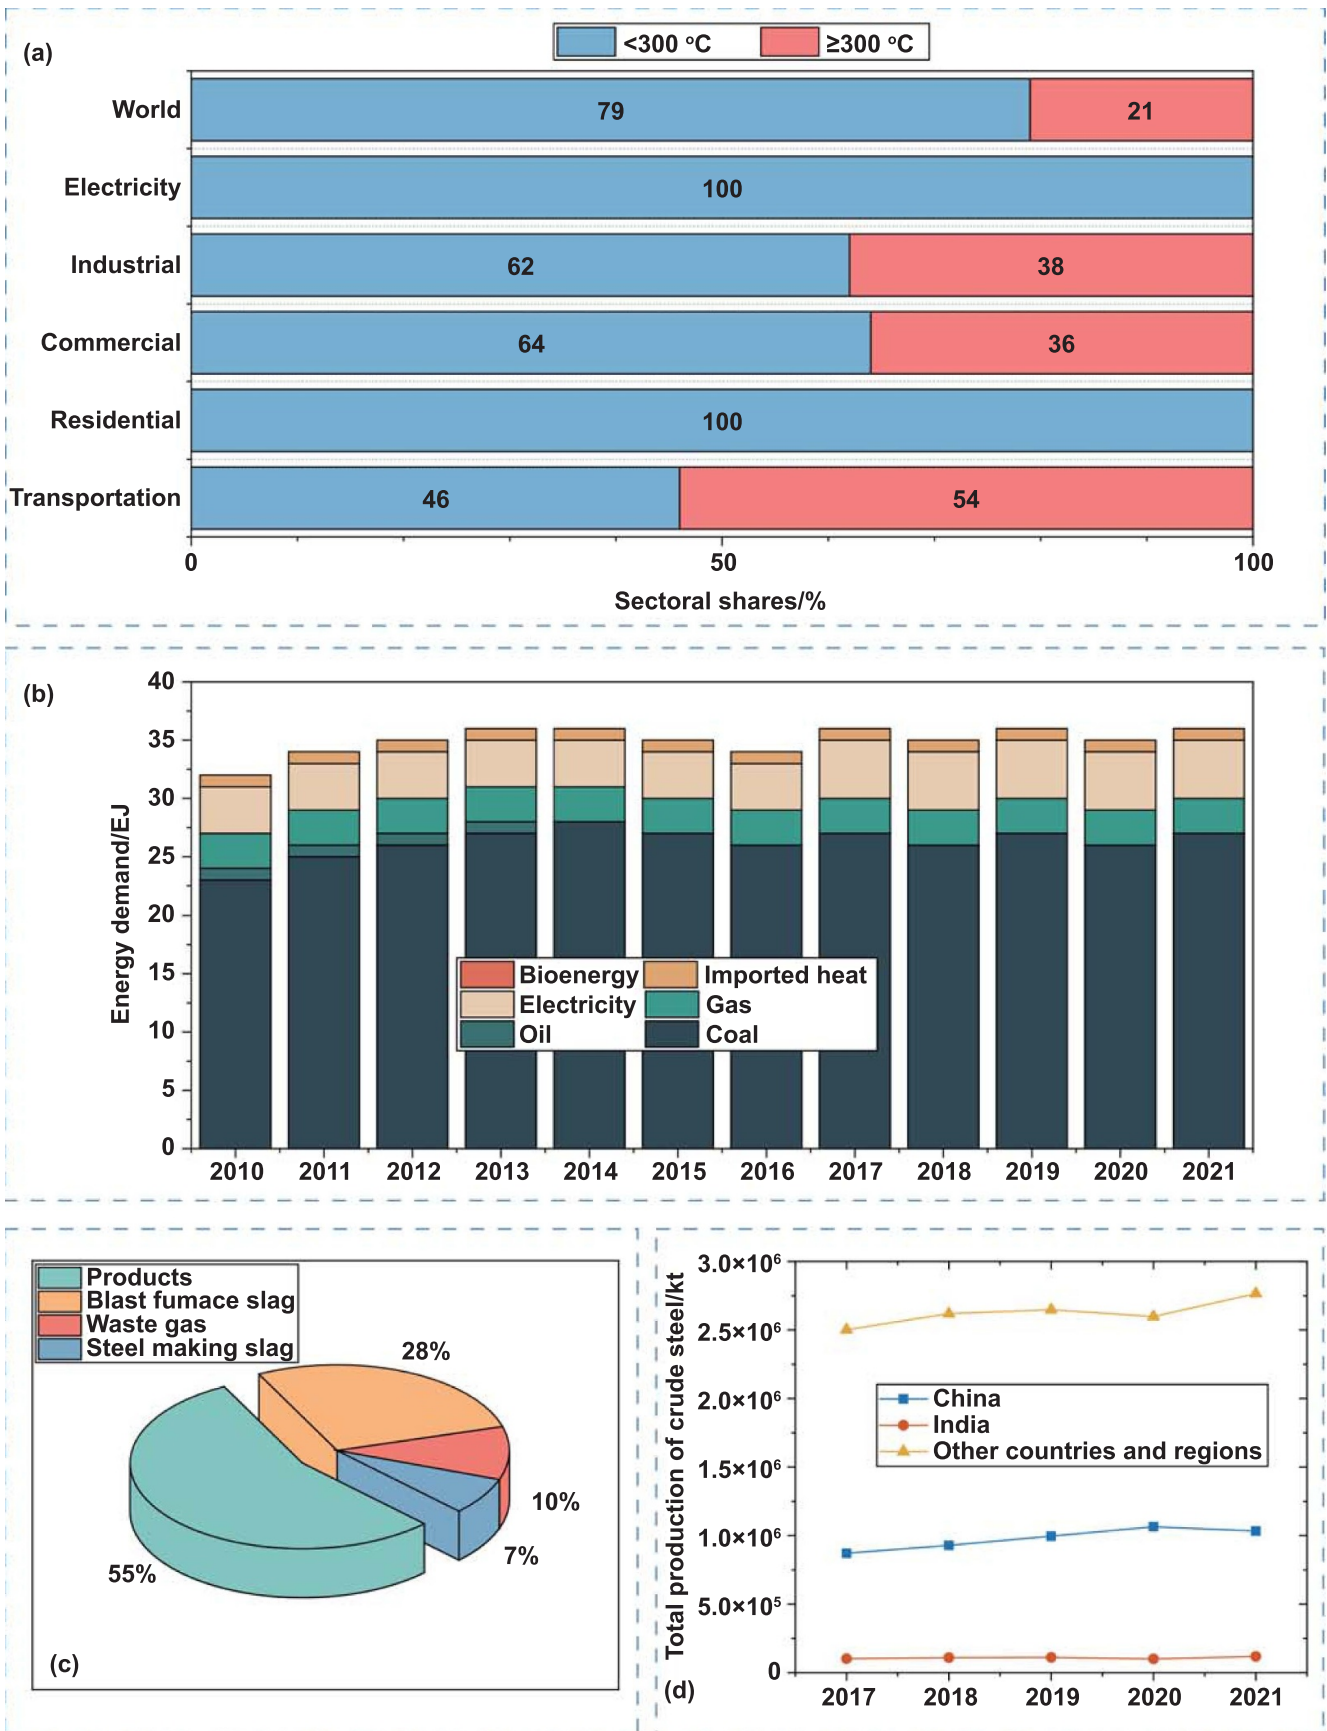 (a)
<300 °C ≥300 °C
World 79 21
Electricity 100
Industrial 62 38
Commercial 64 36
Residential 100
Transportation 46 54
0 50 100
Sectoral shares/%
(b)
Energy demand/EJ
40
35
30
25
20
15
10
5
0
Bioenergy Imported heat
Electricity Gas
Oil Coal
2010 2011 2012 2013 2014 2015 2016 2017 2018 2019 2020 2021
Products
Blast fumace slag
Waste gas
Steel making slag
28%
10%
7%
55%
(c)
Total production of crude steel/kt
3.0×10⁶
2.5×10⁶
2.0×10⁶
1.5×10⁶
1.0×10⁶
5.0×10⁵
0
China
India
Other countries and regions
2017 2018 2019 2020 2021
(d)